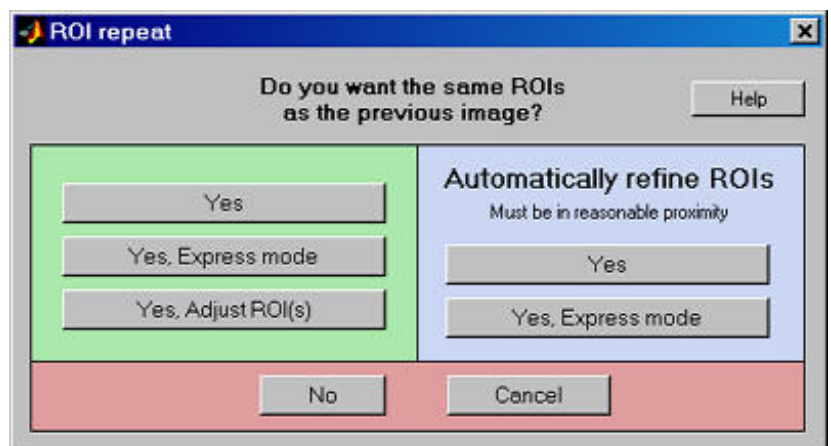 ROI repeat
Do you want the same ROIs
as the previous image?
Help
Yes
Yes, Express mode
Yes, Adjust ROI(s)
Automatically refine ROIs
Must be in reasonable proximity
Yes
Yes, Express mode
No
Cancel